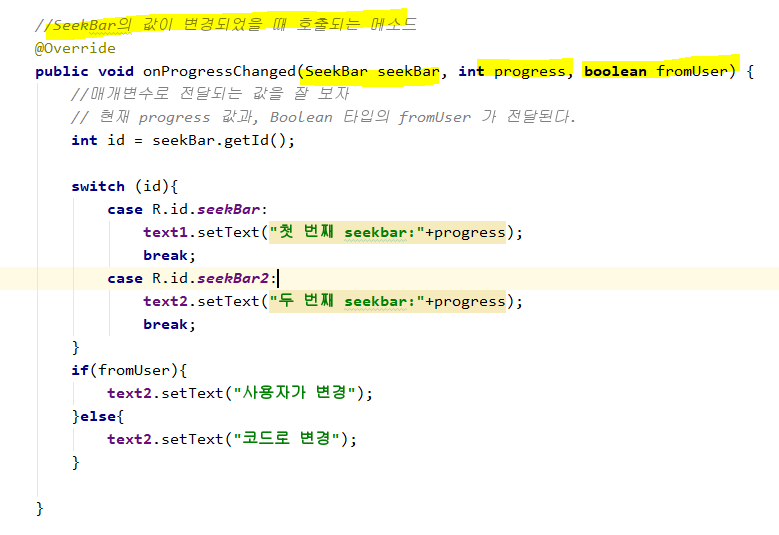 //SeekBar의 값이 변경되었을 때 호출되는 메소드
@Override
public void onProgressChanged(SeekBar seekBar, int progress, boolean fromUser) {
//매개변수로 전달되는 값을 잘 보자
// 현재 progress 값과, Boolean 타입의 fromUser 가 전달된다.
int id = seekBar.getId();
switch (id){
case R.id.seekBar:
text1.setText("첫 번째 seekbar:"+progress);
break;
case R.id.seekBar2:
text2.setText("두 번째 seekbar:"+progress);
break;
}
if(fromUser){
text2.setText("사용자가 변경");
}else{
text2.setText("코드로 변경");
}
}